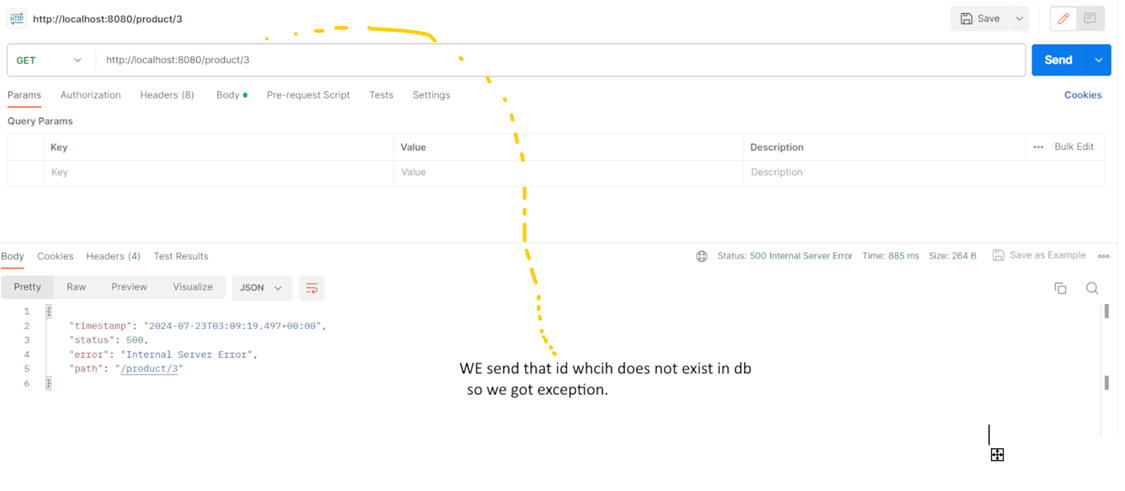 HTTP http://localhost:8080/product/3 Save
GET http://localhost:8080/product/3 Send
Params Authorization Headers (8) Body Pre-request Script Tests Settings Cookies
Query Params
Key Value Description ••• Bulk Edit
Key Value Description
Body Cookies Headers (4) Test Results Status: 500 Internal Server Error Time: 885 ms Size: 264 B Save as Example
Pretty Raw Preview Visualize JSON
1 {
2 "timestamp": "2024-07-23T03:09:19.497+00:00",
3 "status": 500,
4 "error": "Internal Server Error",
5 "path": "/product/3"
6 }
WE send that id whcih does not exist in db
so we got exception.